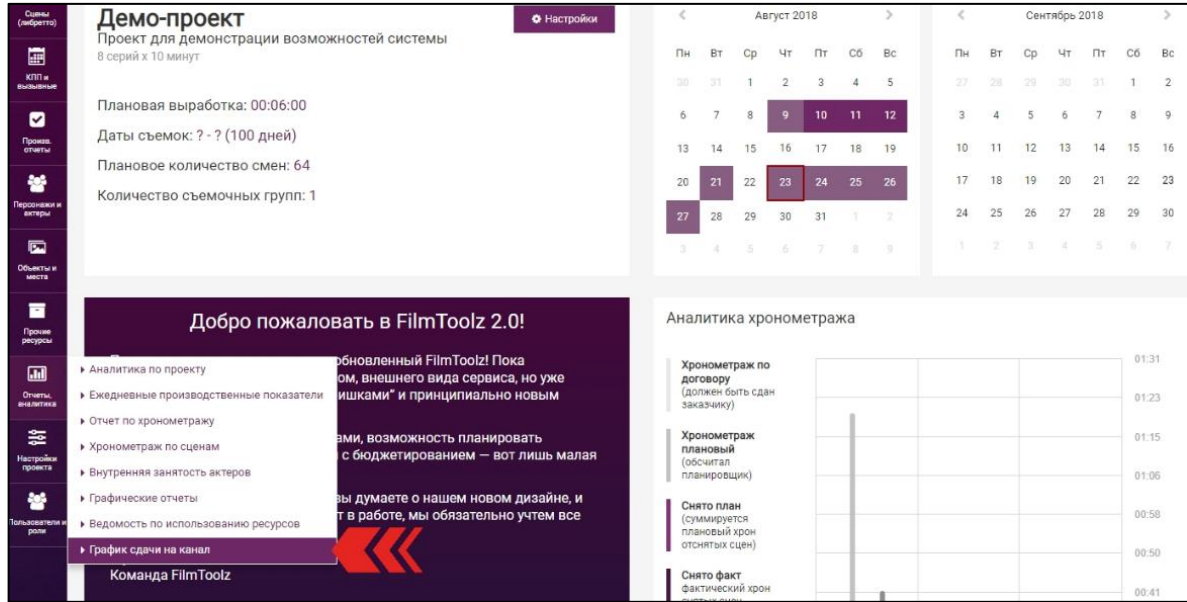 Сцены
(либретто)
КПП и
вызывные
Произв.
отчеты
Персонажи и
актеры
Объекты и
места
Прочие
ресурсы
Отчеты,
аналитика
Настройки
проекта
Пользователи и
роли
Демо-проект
Настройки
Проект для демонстрации возможностей системы
8 серий x 10 минут
Плановая выработка: 00:06:00
Даты съемок: ? - ? (100 дней)
Плановое количество смен: 64
Количество съемочных групп: 1
< Август 2018 >
Пн Вт Ср Чт Пт Сб Вс
30 31 1 2 3 4 5
6 7 8 9 10 11 12
13 14 15 16 17 18 19
20 21 22 23 24 25 26
27 28 29 30 31 1 2
3 4 5 6 7 8 9
< Сентябрь 2018 >
Пн Вт Ср Чт Пт Сб Вс
27 28 29 30 31 1 2
3 4 5 6 7 8 9
10 11 12 13 14 15 16
17 18 19 20 21 22 23
24 25 26 27 28 29 30
1 2 3 4 5 6 7
Добро пожаловать в FilmToolz 2.0!
обновленный FilmToolz! Пока
ом, внешнего вида сервиса, но уже
ишками“ и принципиально новым
ами, возможность планировать
с бюджетированием — вот лишь малая
вы думаете о нашем новом дизайне, и
т в работе, мы обязательно учтем все
Команда FilmToolz
Аналитика по проекту
Ежедневные производственные показатели
Отчет по хронометражу
Хронометраж по сценам
Внутренняя занятость актеров
Графические отчеты
Ведомость по использованию ресурсов
График сдачи на канал
Аналитика хронометража
Хронометраж по
договору
(должен быть сдан
заказчику)
Хронометраж
плановый
(обсчитал
планировщик)
Снято план
(суммируется
плановый хрон
отснятых сцен)
Снято факт
фактический хрон
01:31
01:23
01:15
01:06
00:58
00:50
00:41